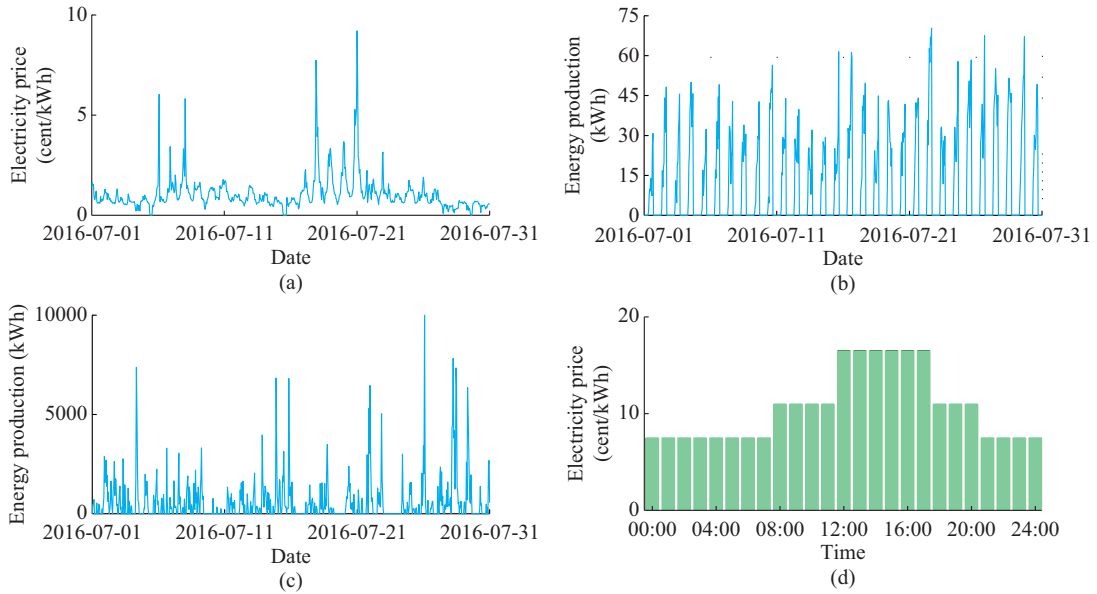 10
5
0
Electricity price
(cent/kWh)
2016-07-01
2016-07-11
2016-07-21
2016-07-31
Date
(a)
75
60
45
30
15
0
Energy production
(kWh)
2016-07-01
2016-07-11
2016-07-21
2016-07-31
Date
(b)
10000
5000
0
Energy production (kWh)
2016-07-01
2016-07-11
2016-07-21
2016-07-31
Date
(c)
20
10
0
Electricity price
(cent/kWh)
00:00
04:00
08:00
12:00
16:00
20:00
24:00
Time
(d)